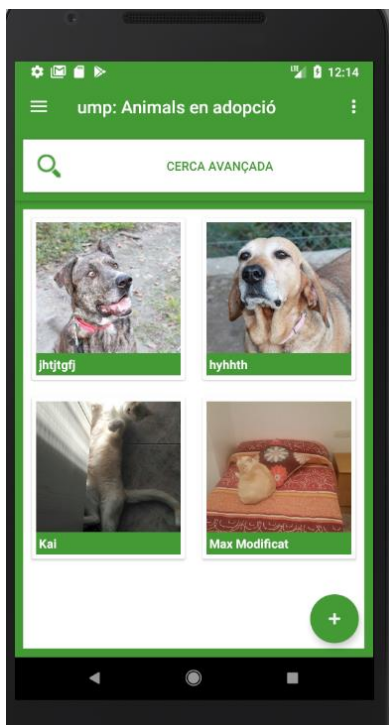 12:14
ump: Animals en adopció
CERCA AVANÇADA
jhtjtgfj
hyhhth
Kai
Max Modificat
+